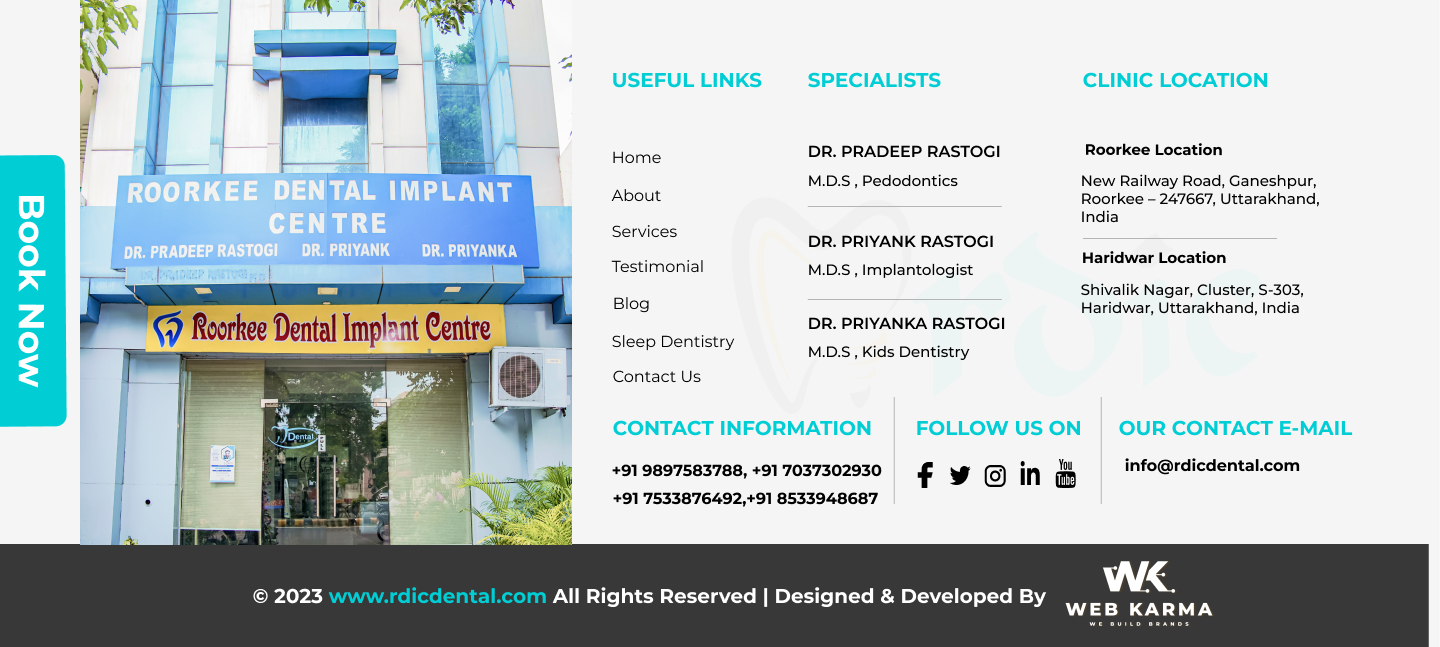 ROORKEE DENTAL IMPLANT
CENTRE
DR. PRADEEP RASTOGI DR. PRIYANK DR. PRIYANKA
Roorkee Dental Implant Centre
Dental
Book Now
USEFUL LINKS
Home
About
Services
Testimonial
Blog
Sleep Dentistry
Contact Us
SPECIALISTS
DR. PRADEEP RASTOGI
M.D.S , Pedodontics
DR. PRIYANK RASTOGI
M.D.S , Implantologist
DR. PRIYANKA RASTOGI
M.D.S , Kids Dentistry
CLINIC LOCATION
Roorkee Location
New Railway Road, Ganeshpur,
Roorkee – 247667, Uttarakhand,
India
Haridwar Location
Shivalik Nagar, Cluster, S-303,
Haridwar, Uttarakhand, India
rdic
CONTACT INFORMATION
+91 9897583788, +91 7037302930
+91 7533876492,+91 8533948687
FOLLOW US ON
You
Tube
OUR CONTACT E-MAIL
info@rdicdental.com
© 2023 www.rdicdental.com All Rights Reserved | Designed & Developed By
WK
WEB KARMA
WE BUILD BRANDS